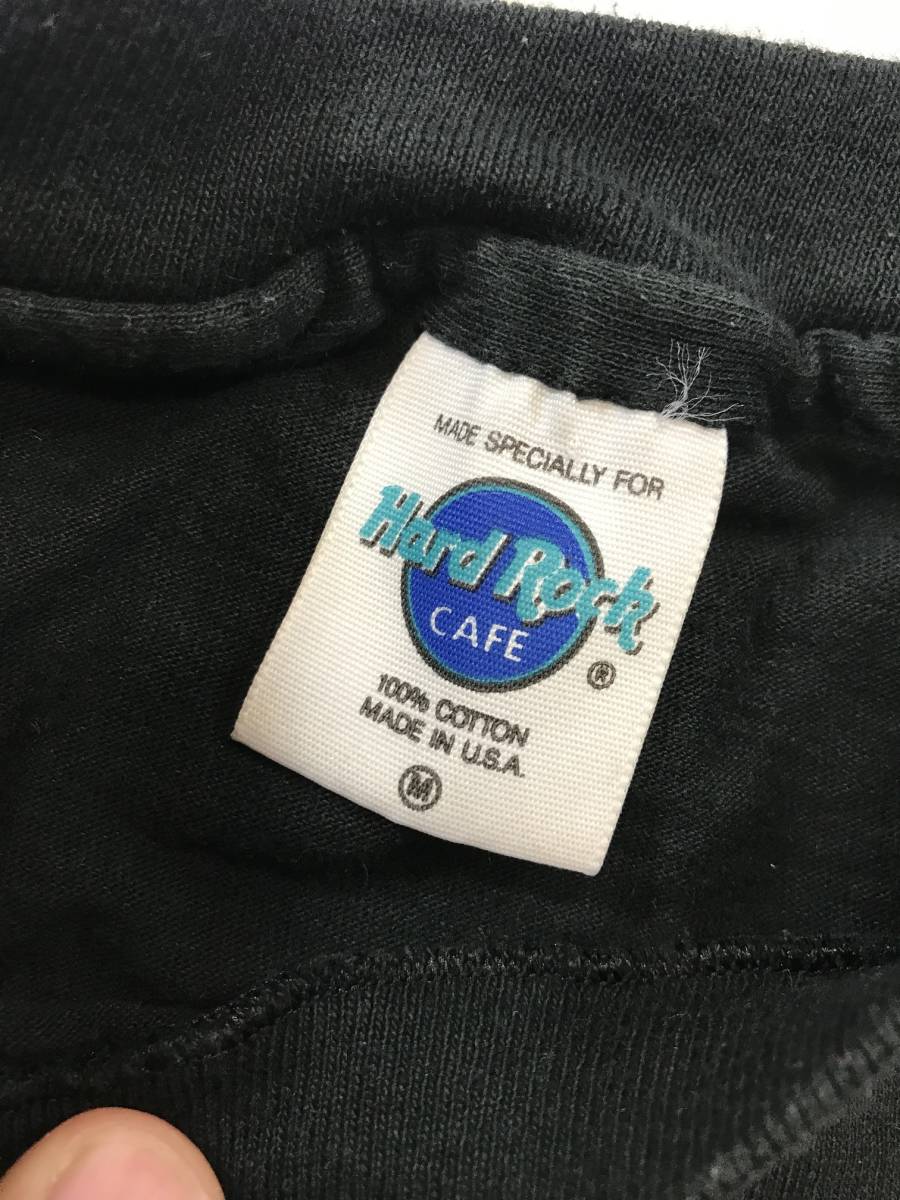 MADE SPECIALLY FOR
Hard Rock
CAFE
®
100% COTTON
MADE IN U.S.A.
M